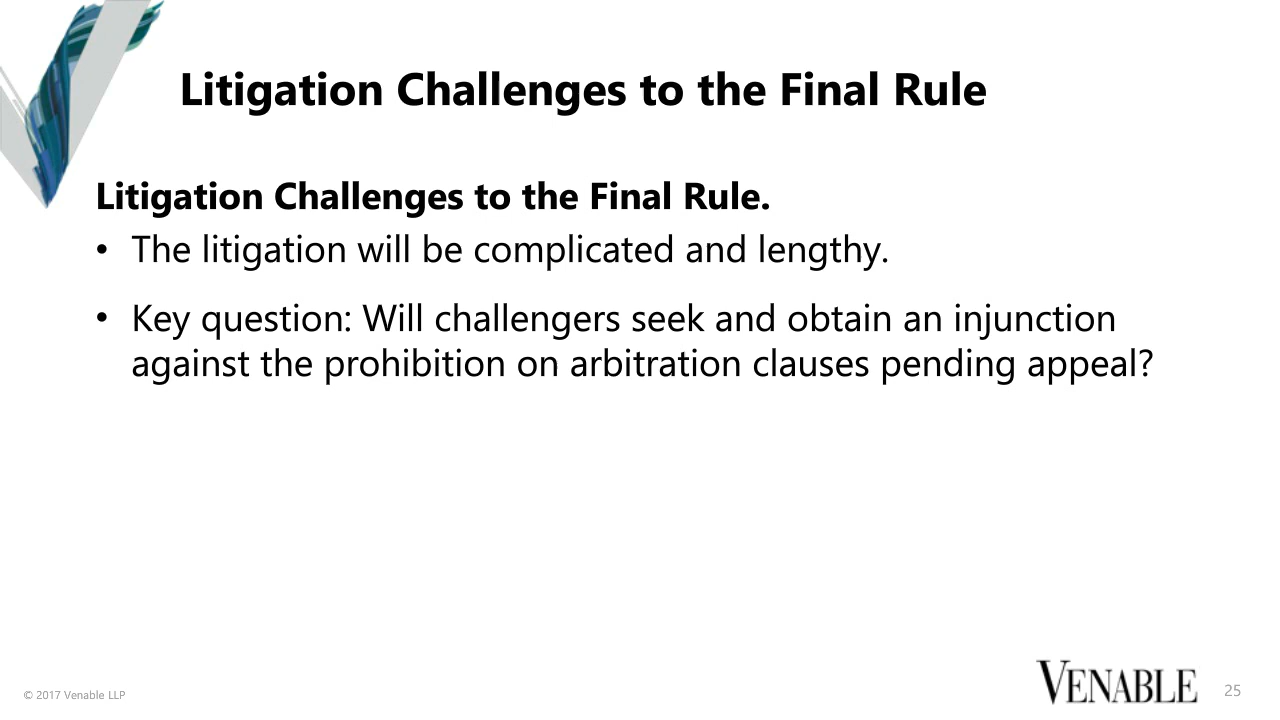 Litigation Challenges to the Final Rule
Litigation Challenges to the Final Rule.
• The litigation will be complicated and lengthy.
• Key question: Will challengers seek and obtain an injunction
against the prohibition on arbitration clauses pending appeal?
© 2017 Venable LLP
VENABLE
25